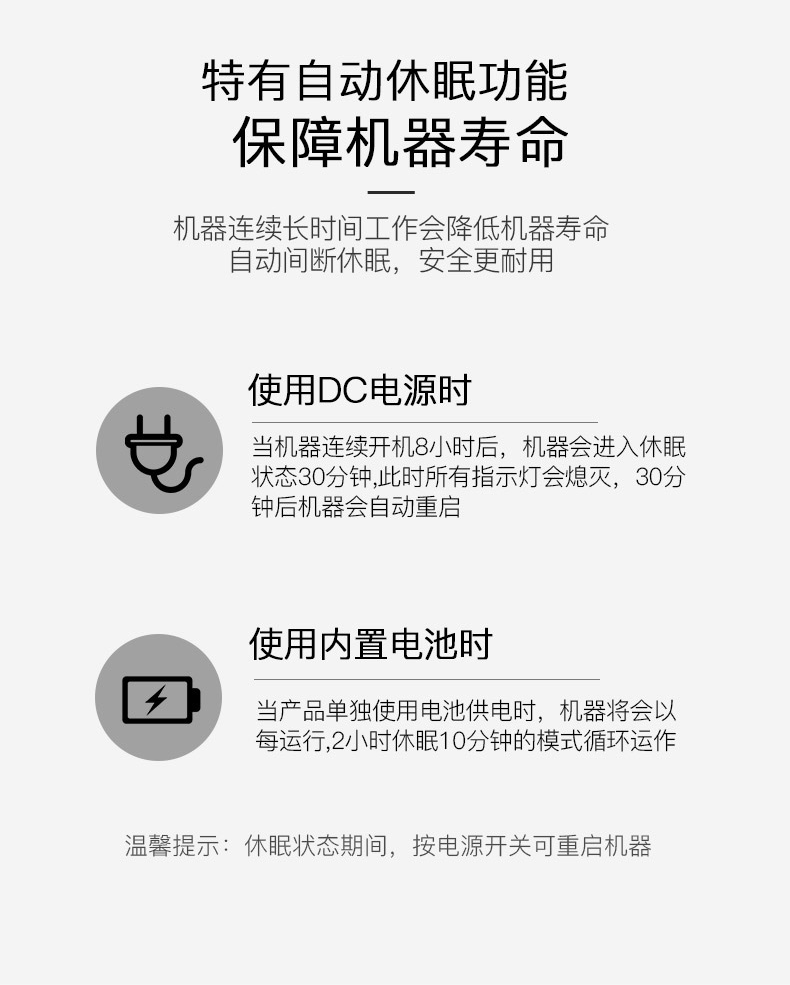 特有自动休眠功能
保障机器寿命
机器连续长时间工作会降低机器寿命
自动间断休眠，安全更耐用
使用DC电源时
当机器连续开机8小时后，机器会进入休眠
状态30分钟,此时所有指示灯会熄灭，30分
钟后机器会自动重启
使用内置电池时
当产品单独使用电池供电时，机器将会以
每运行,2小时休眠10分钟的模式循环运作
温馨提示：休眠状态期间，按电源开关可重启机器